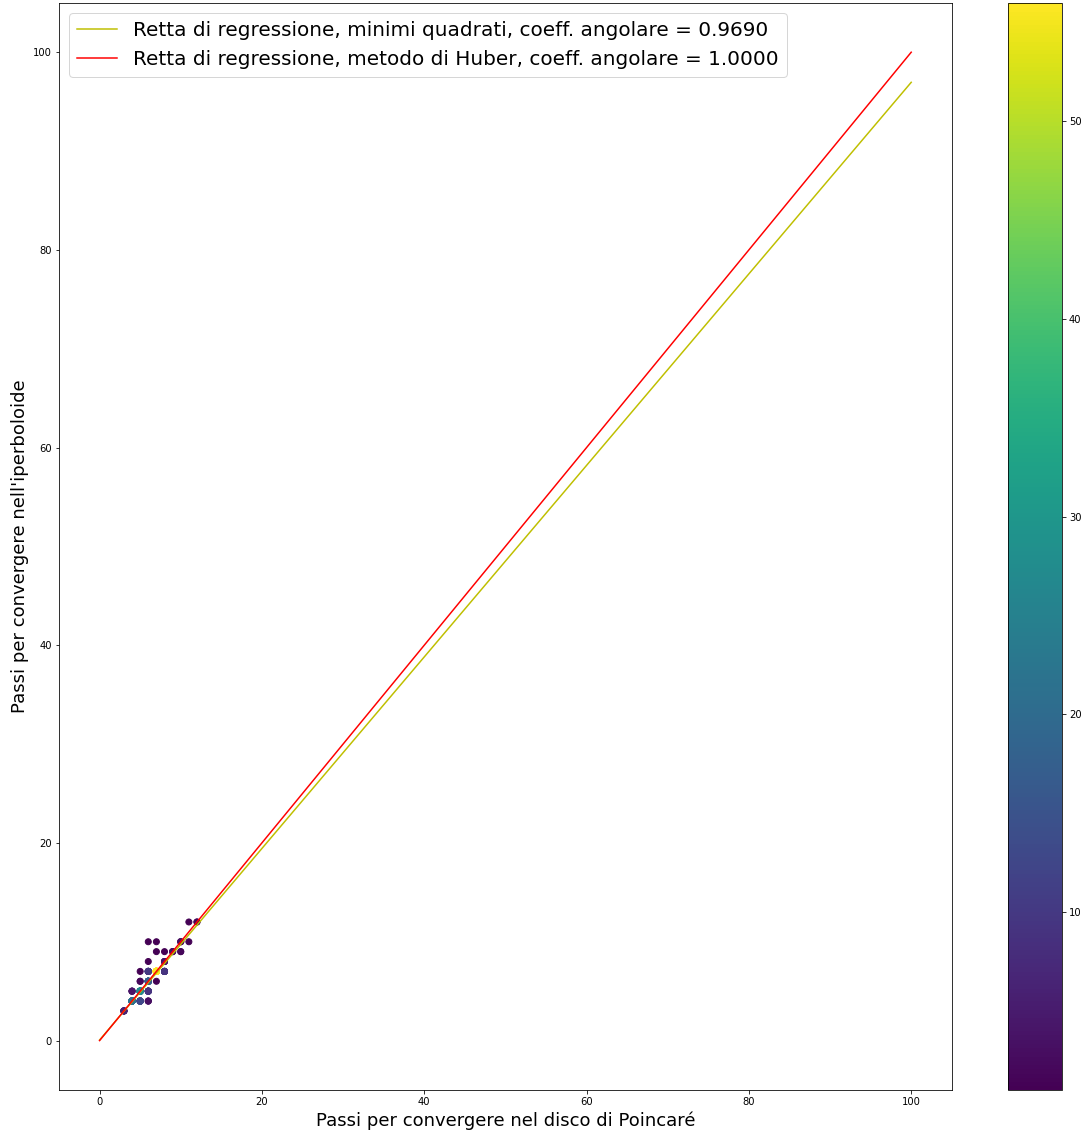 Retta di regressione, minimi quadrati, coeff. angolare = 0.9690
Retta di regressione, metodo di Huber, coeff. angolare = 1.0000
100
80
60
40
20
0
Passi per convergere nell'iperboloide
0 20 40 60 80 100
Passi per convergere nel disco di Poincaré
50
40
30
20
10